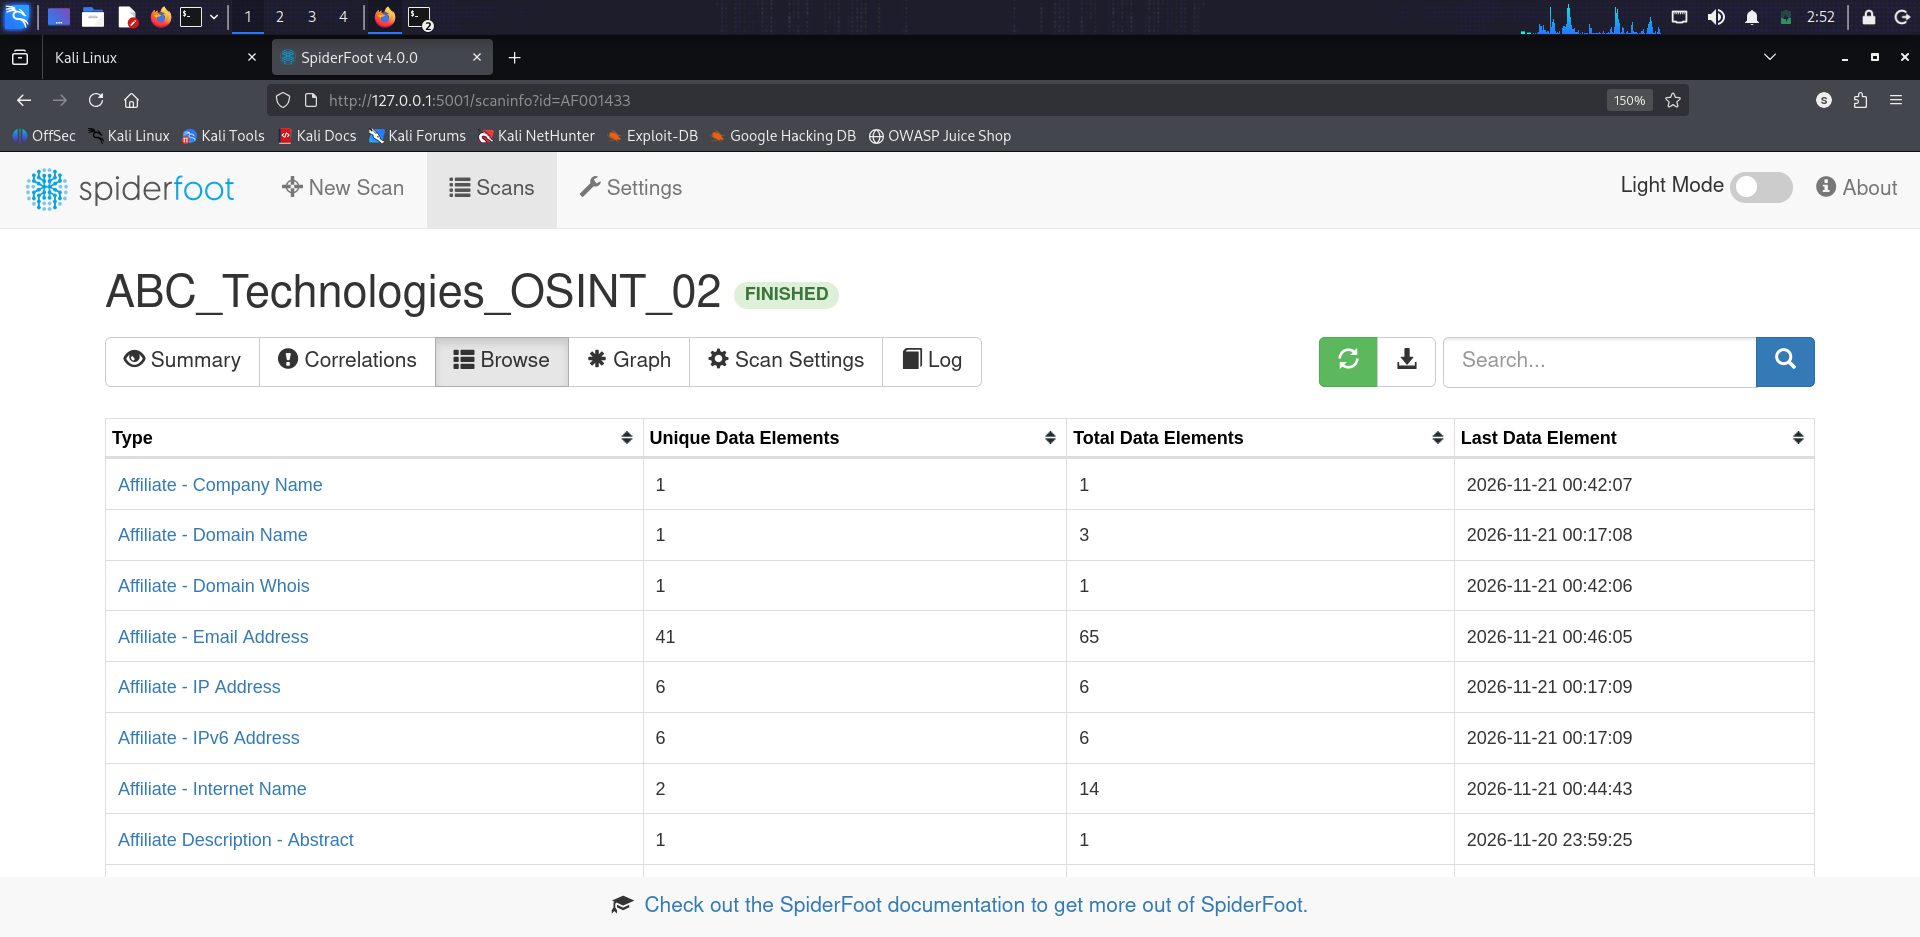 1 2 3 4 2 2:52
Kali Linux SpiderFoot v4.0.0
http://127.0.0.1:5001/scaninfo?id=AF001433 150% S
OffSec Kali Linux Kali Tools Kali Docs Kali Forums Kali NetHunter Exploit-DB Google Hacking DB OWASP Juice Shop
spiderfoot New Scan Scans Settings Light Mode About
ABC_Technologies_OSINT_02 FINISHED
Summary Correlations Browse Graph Scan Settings Log Search...
Type Unique Data Elements Total Data Elements Last Data Element
Affiliate - Company Name 1 1 2026-11-21 00:42:07
Affiliate - Domain Name 1 3 2026-11-21 00:17:08
Affiliate - Domain Whois 1 1 2026-11-21 00:42:06
Affiliate - Email Address 41 65 2026-11-21 00:46:05
Affiliate - IP Address 6 6 2026-11-21 00:17:09
Affiliate - IPv6 Address 6 6 2026-11-21 00:17:09
Affiliate - Internet Name 2 14 2026-11-21 00:44:43
Affiliate Description - Abstract 1 1 2026-11-20 23:59:25
Check out the SpiderFoot documentation to get more out of SpiderFoot.